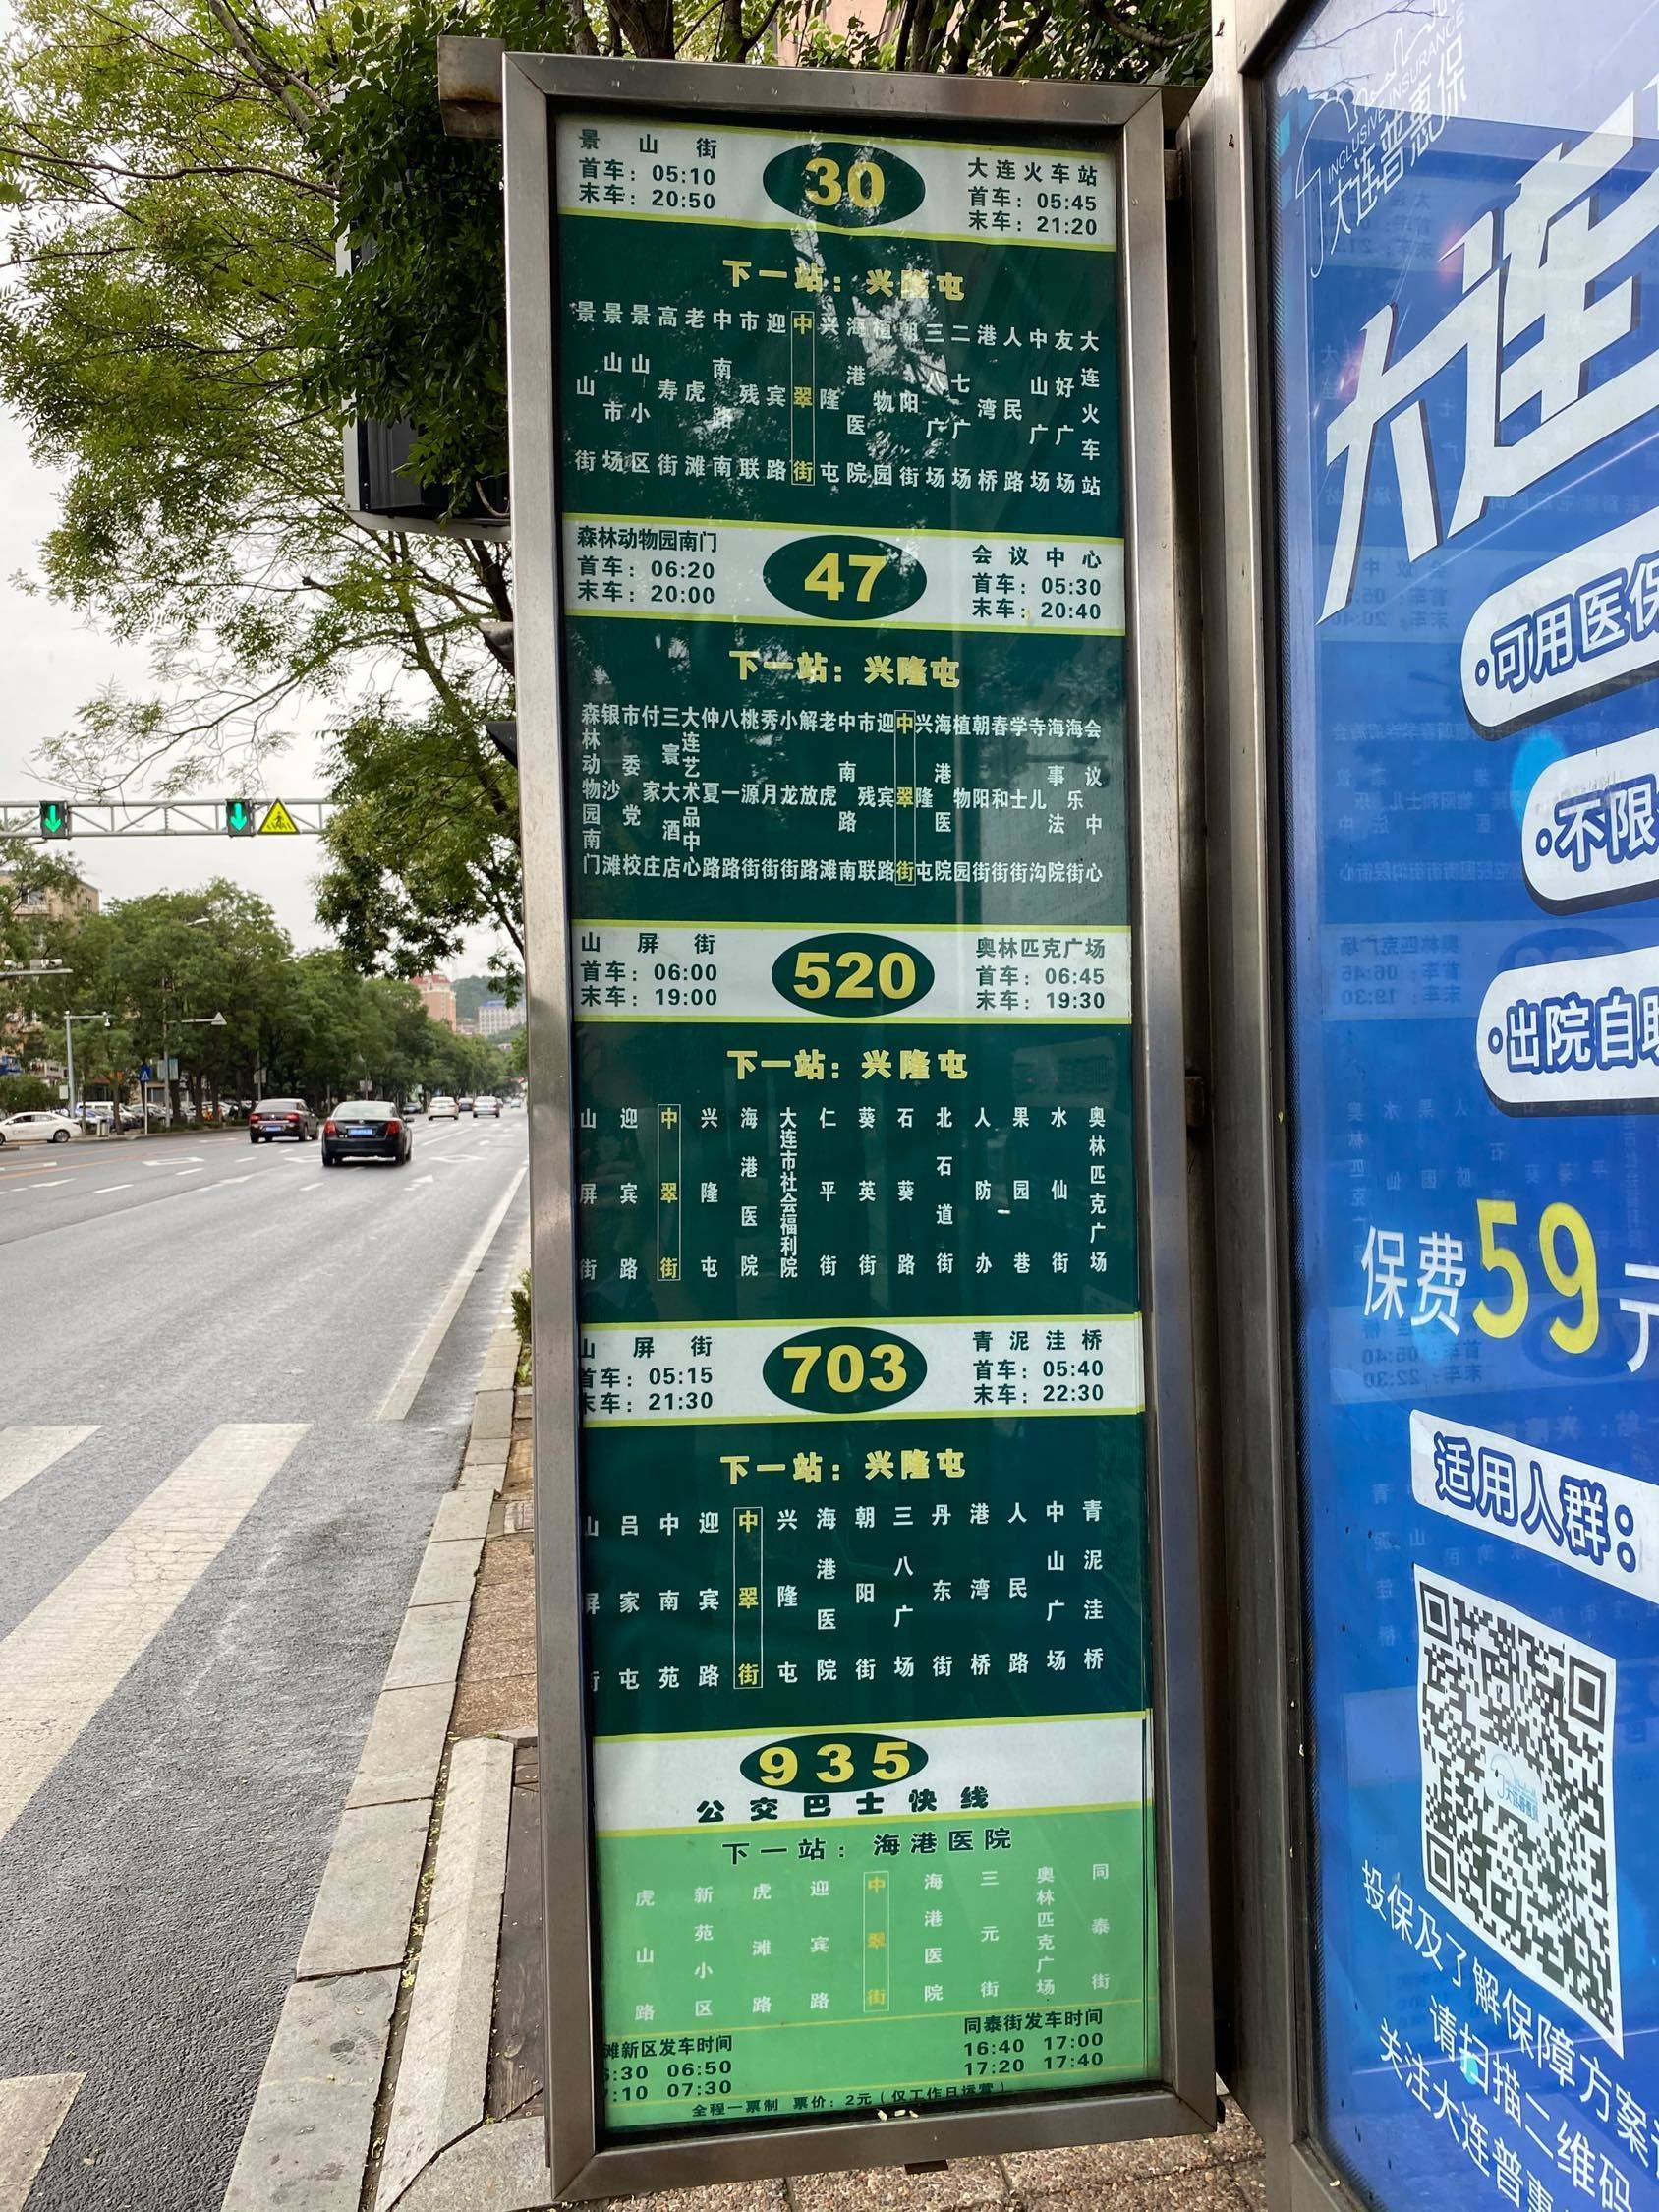 景山街
首车：05:10
末车：20:50
30
大连火车站
首车：05:45
末车：21:20
下一站：兴隆屯
景山街
景山市场
景山小区
高寿街
老虎滩
中南路南
市残联
迎宾路
中翠街
兴隆屯
海港医院
植物园
朝阳街
三八广场
二七广场
港湾桥
人民路
中山广场
友好广场
大连火车站
森林动物园南门
首车：06:20
末车：20:00
47
会议中心
首车：05:30
末车：20:40
下一站：兴隆屯
森林动物园南门
银沙滩
市委党校
付家庄
三寰大酒店
大连艺术品中心
仲夏路
八一路
桃源街
秀月街
小龙街
解放路
老虎滩
中南路南
市残联
迎宾路
中翠街
兴隆屯
海港医院
植物园
朝阳街
春和街
学士街
寺儿沟
海事法院
海乐街
会议中心
山屏街
首车：06:00
末车：19:00
520
奥林匹克广场
首车：06:45
末车：19:30
下一站：兴隆屯
山屏街
迎宾路
中翠街
兴隆屯
海港医院
大连市社会福利院
仁平街
葵英街
石葵路
北石道街
人防办
果园巷
水仙街
奥林匹克广场
山屏街
首车：05:15
末车：21:30
703
青泥洼桥
首车：05:40
末车：22:30
下一站：兴隆屯
山屏街
吕家屯
中南苑
迎宾路
中翠街
兴隆屯
海港医院
朝阳街
三八广场
丹东街
港湾桥
人民路
中山广场
青泥洼桥
935
公交巴士快线
下一站：海港医院
虎山路
新苑小区
虎滩路
迎宾路
中翠街
海港医院
三元街
奥林匹克广场
同泰街
滩新区发车时间
:30 06:50
:10 07:30
同泰街发车时间
16:40 17:00
17:20 17:40
全程一票制 票价：2元（仅工作日运营）
INCLUSIVE INSURANCE
大连普惠保
大连
·可用医保
·不限
·出院自助
保费59元
适用人群：
投保及了解保障方案
请扫描二维码
关注大连普惠